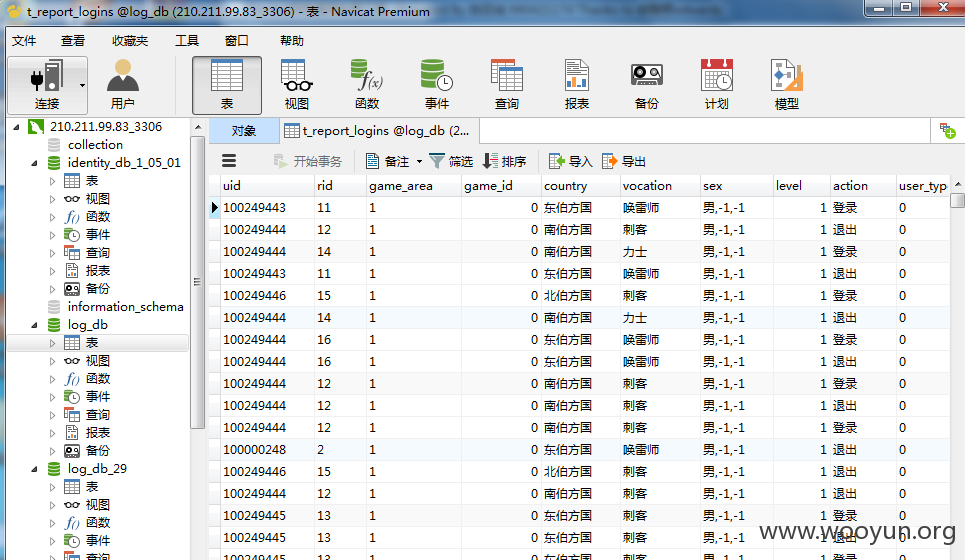 t_report_logins @log_db (210.211.99.83_3306) - 表 - Navicat Premium
文件 查看 收藏夹 工具 窗口 帮助
连接 用户 表 视图 函数 事件 查询 报表 备份 计划 模型
210.211.99.83_3306
collection
identity_db_1_05_01
表
视图
函数
事件
查询
报表
备份
information_schema
log_db
表
视图
函数
事件
查询
报表
备份
log_db_29
表
视图
函数
事件
查询
对象 t_report_logins @log_db (2...
开始事务 备注 筛选 排序 导入 导出
uid rid game_area game_id country vocation sex level action user_typ
100249443 11 1 0 东伯方国 唤雷师 男,-1,-1 1 登录 0
100249444 12 1 0 南伯方国 刺客 男,-1,-1 1 退出 0
100249444 14 1 0 南伯方国 力士 男,-1,-1 1 登录 0
100249443 11 1 0 东伯方国 唤雷师 男,-1,-1 1 退出 0
100249446 15 1 0 北伯方国 刺客 男,-1,-1 1 登录 0
100249444 14 1 0 南伯方国 力士 男,-1,-1 1 退出 0
100249444 16 1 0 东伯方国 唤雷师 男,-1,-1 1 登录 0
100249444 16 1 0 东伯方国 唤雷师 男,-1,-1 1 退出 0
100249444 12 1 0 南伯方国 刺客 男,-1,-1 1 登录 0
100249444 12 1 0 南伯方国 刺客 男,-1,-1 1 退出 0
100249444 12 1 0 南伯方国 刺客 男,-1,-1 1 登录 0
100000248 2 1 0 东伯方国 唤雷师 男,-1,-1 1 退出 0
100249446 15 1 0 北伯方国 刺客 男,-1,-1 1 退出 0
100249444 12 1 0 南伯方国 刺客 男,-1,-1 1 退出 0
100249445 13 1 0 东伯方国 刺客 男,-1,-1 1 登录 0
100249445 13 1 0 东伯方国 刺客 男,-1,-1 1 退出 0
100249445 13 1 0 东伯方国 刺客 男,-1,-1 1 登录 0
www.wooyun.org